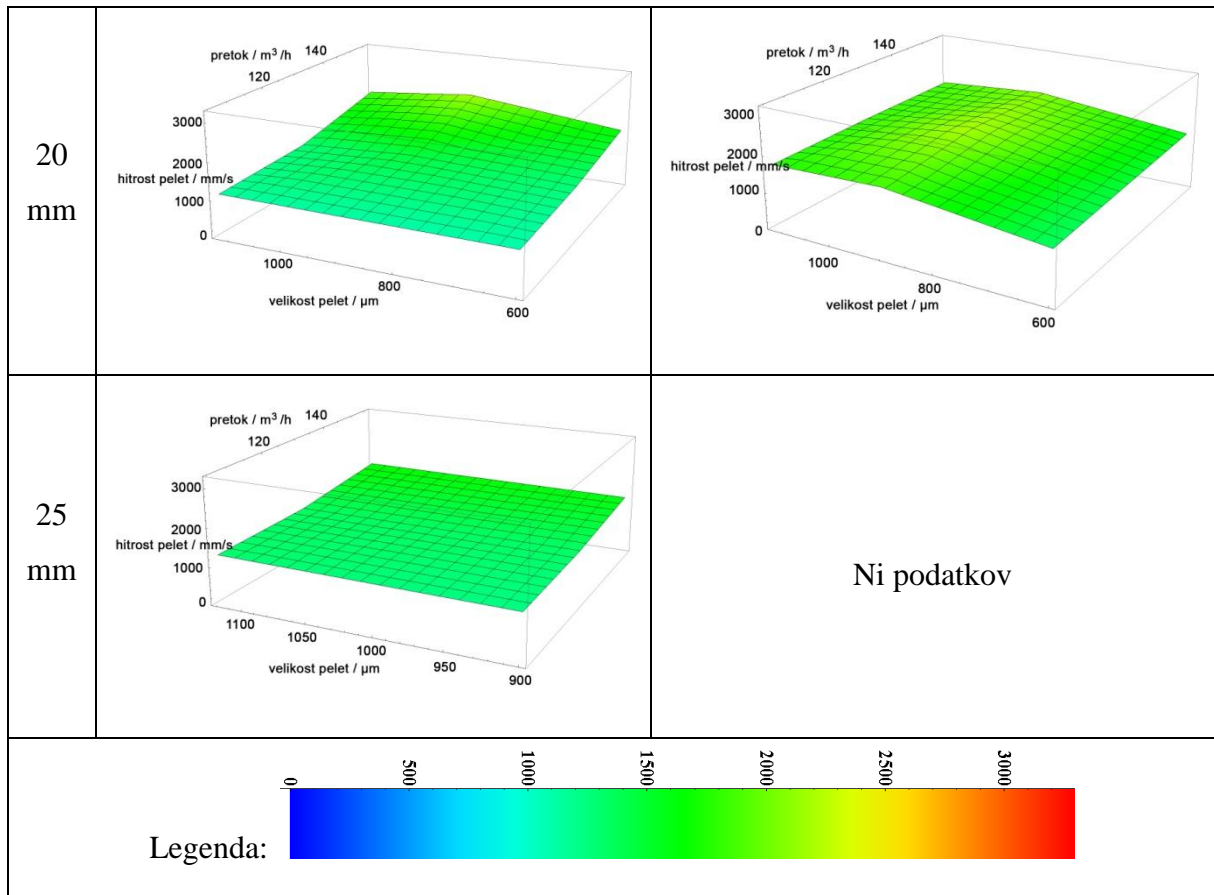 20
mm
pretok / m³ /h
140
120
3000
2000
hitrost pelet / mm/s
1000
0
1000
800
velikost pelet / µm
600
pretok / m³ /h
140
120
3000
2000
hitrost pelet / mm/s
1000
0
1000
800
velikost pelet / µm
600
25
mm
pretok / m³ /h
140
120
3000
2000
hitrost pelet / mm/s
1000
0
1100
1050
1000
velikost pelet / µm
950
900
Ni podatkov
0 500 1000 1500 2000 2500 3000
Legenda: